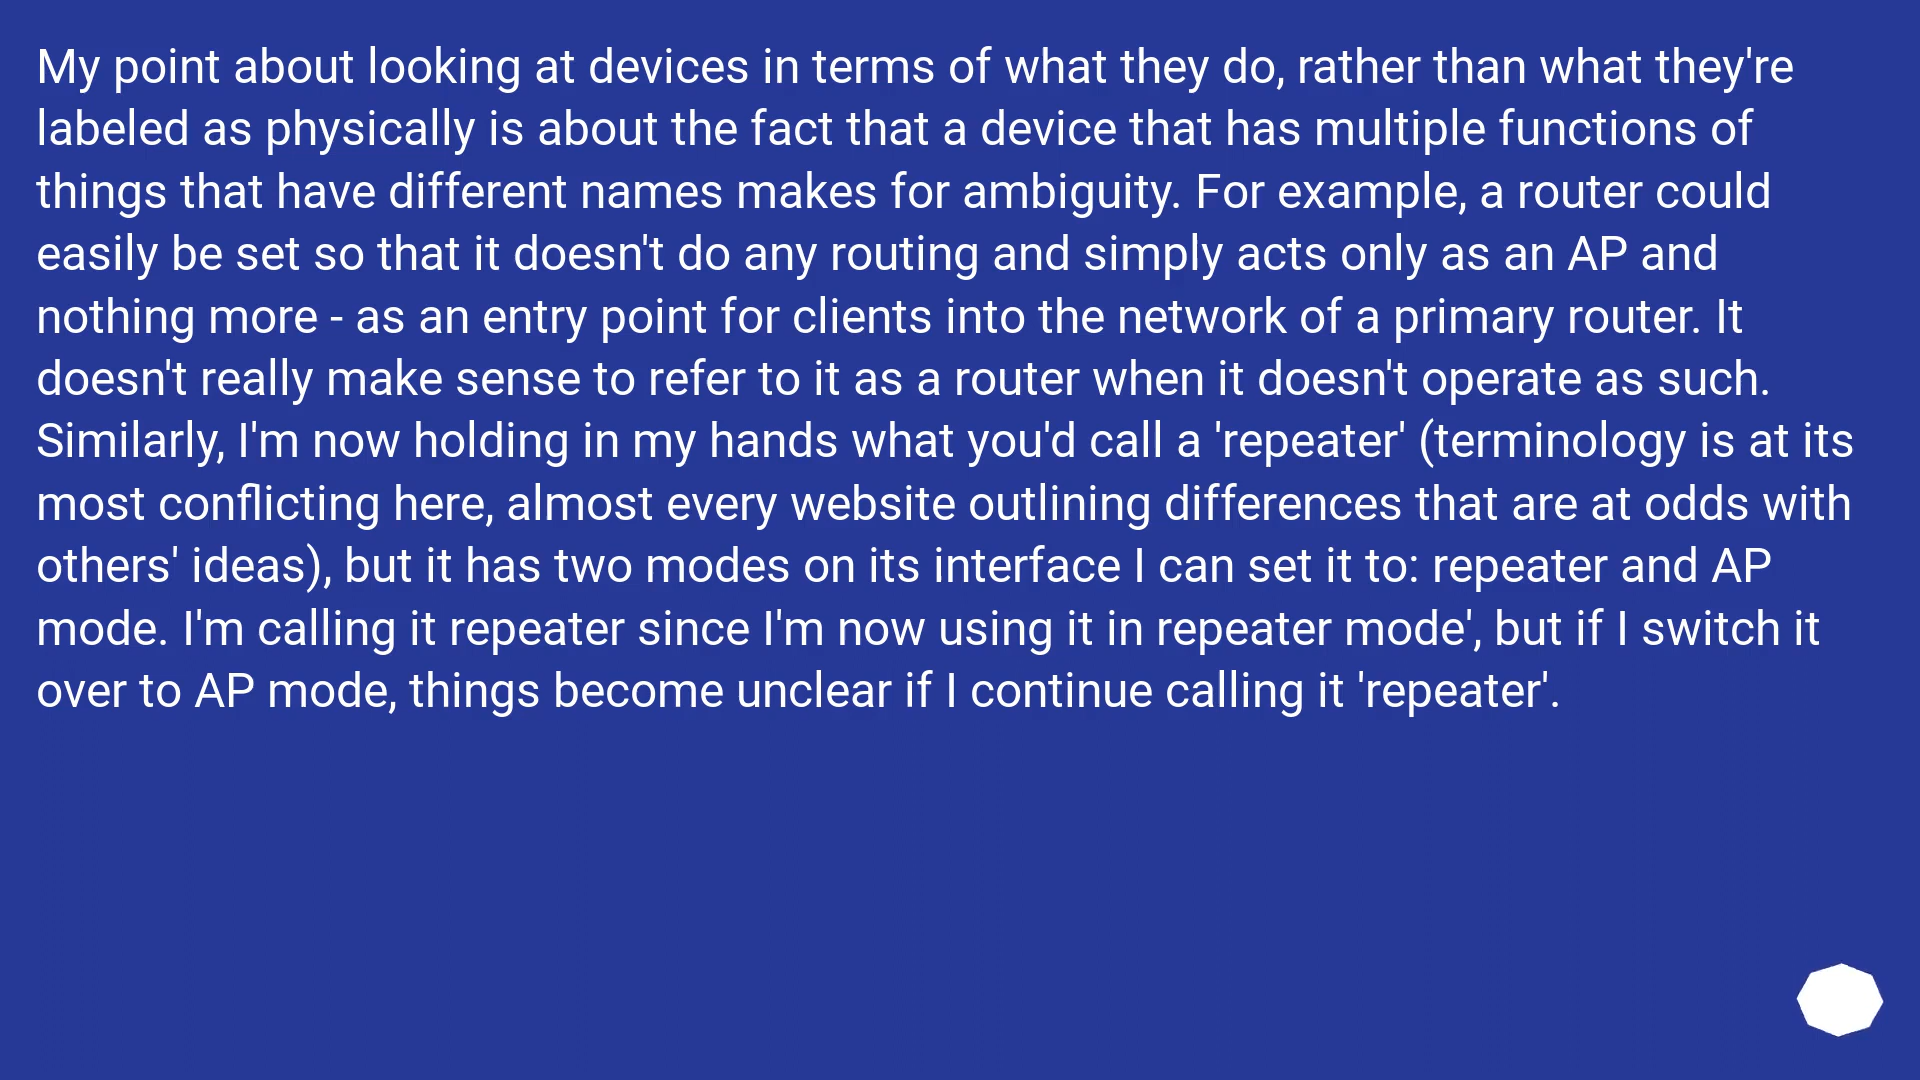 My point about looking at devices in terms of what they do, rather than what they're
labeled as physically is about the fact that a device that has multiple functions of
things that have different names makes for ambiguity. For example, a router could
easily be set so that it doesn't do any routing and simply acts only as an AP and
nothing more - as an entry point for clients into the network of a primary router. It
doesn't really make sense to refer to it as a router when it doesn't operate as such.
Similarly, I'm now holding in my hands what you'd call a 'repeater' (terminology is at its
most conflicting here, almost every website outlining differences that are at odds with
others' ideas), but it has two modes on its interface I can set it to: repeater and AP
mode. I'm calling it repeater since I'm now using it in repeater mode', but if I switch it
over to AP mode, things become unclear if I continue calling it 'repeater'.